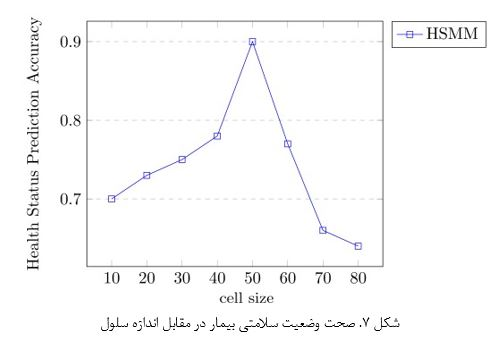 HSMM
Health Status Prediction Accuracy
0.9
0.8
0.7
10 20 30 40 50 60 70 80
cell size
شکل ۷. صحت وضعیت سلامتی بیمار در مقابل اندازه سلول